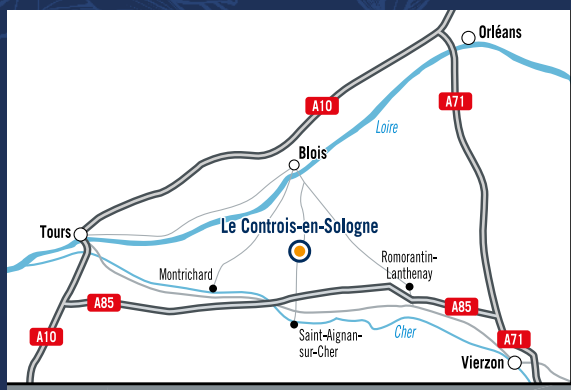 Orléans
A10
A71
Loire
Blois
Tours
Le Controis-en-Sologne
Montrichard
Romorantin-
Lanthenay
A85
A85
A10
Saint-Aignan-
sur-Cher
Cher
A71
Vierzon